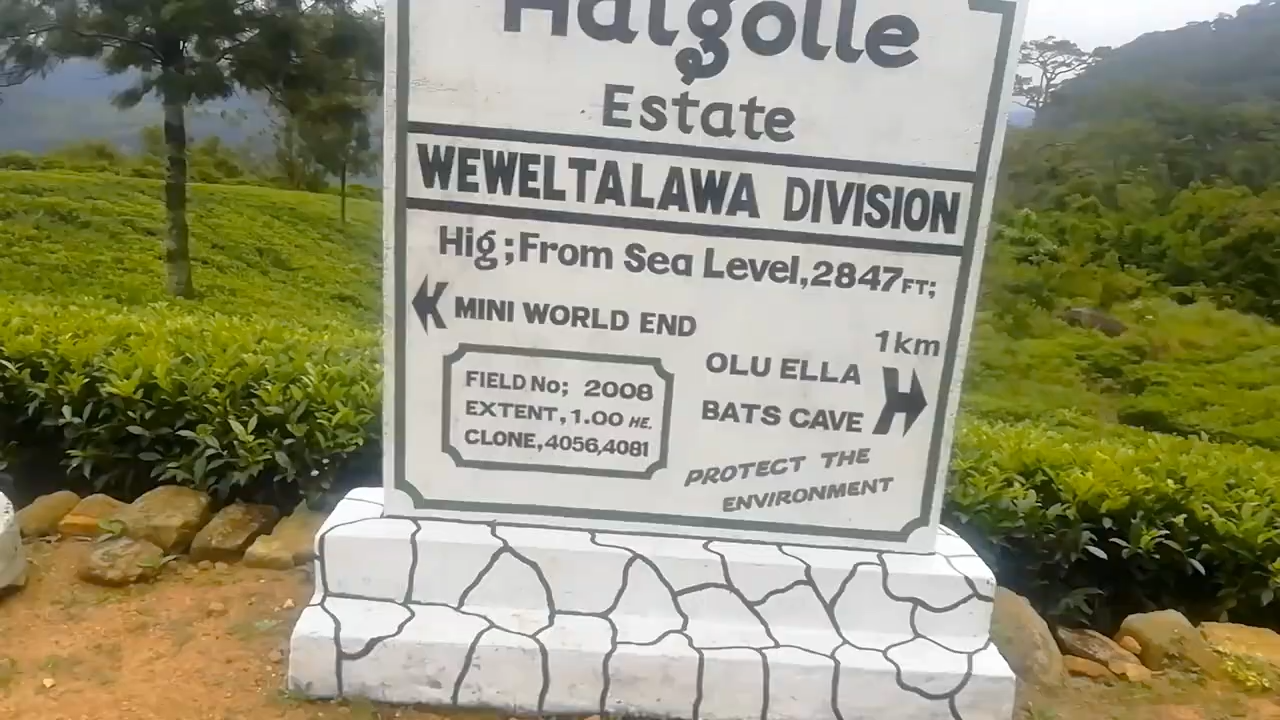 Halgolle
Estate
WEWELTALAWA DIVISION
Hig;From Sea Level,2847FT;
MINI WORLD END
1km
OLU ELLA
BATS CAVE
FIELD No; 2008
EXTENT,1.00 HE.
CLONE,4056,4081
PROTECT THE
ENVIRONMENT